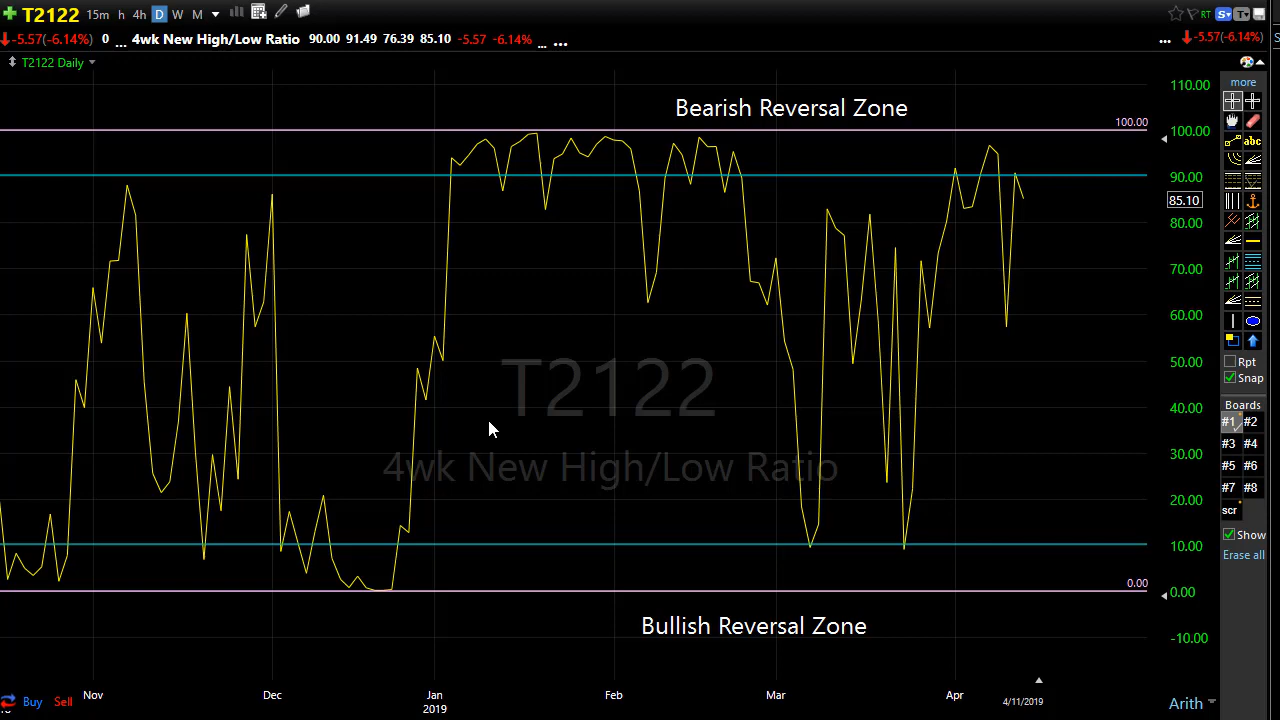 T2122 15m h 4h D W M RT S T
-5.57(-6.14%) 0 ... 4wk New High/Low Ratio 90.00 91.49 76.39 85.10 -5.57 -6.14% ... ... ... -5.57(-6.14%)
T2122 Daily
more
110.00
Bearish Reversal Zone
100.00
100.00
abc
90.00
85.10
80.00
70.00
60.00
50.00
Rpt
Snap
T2122
40.00
Boards
#1 #2
#3 #4
4wk New High/Low Ratio
30.00
#5 #6
#7 #8
20.00
scr
Show
10.00
Erase all
0.00
0.00
Bullish Reversal Zone
-10.00
Buy Sell
Nov Dec Jan Feb Mar Apr
2019
4/11/2019
Arith